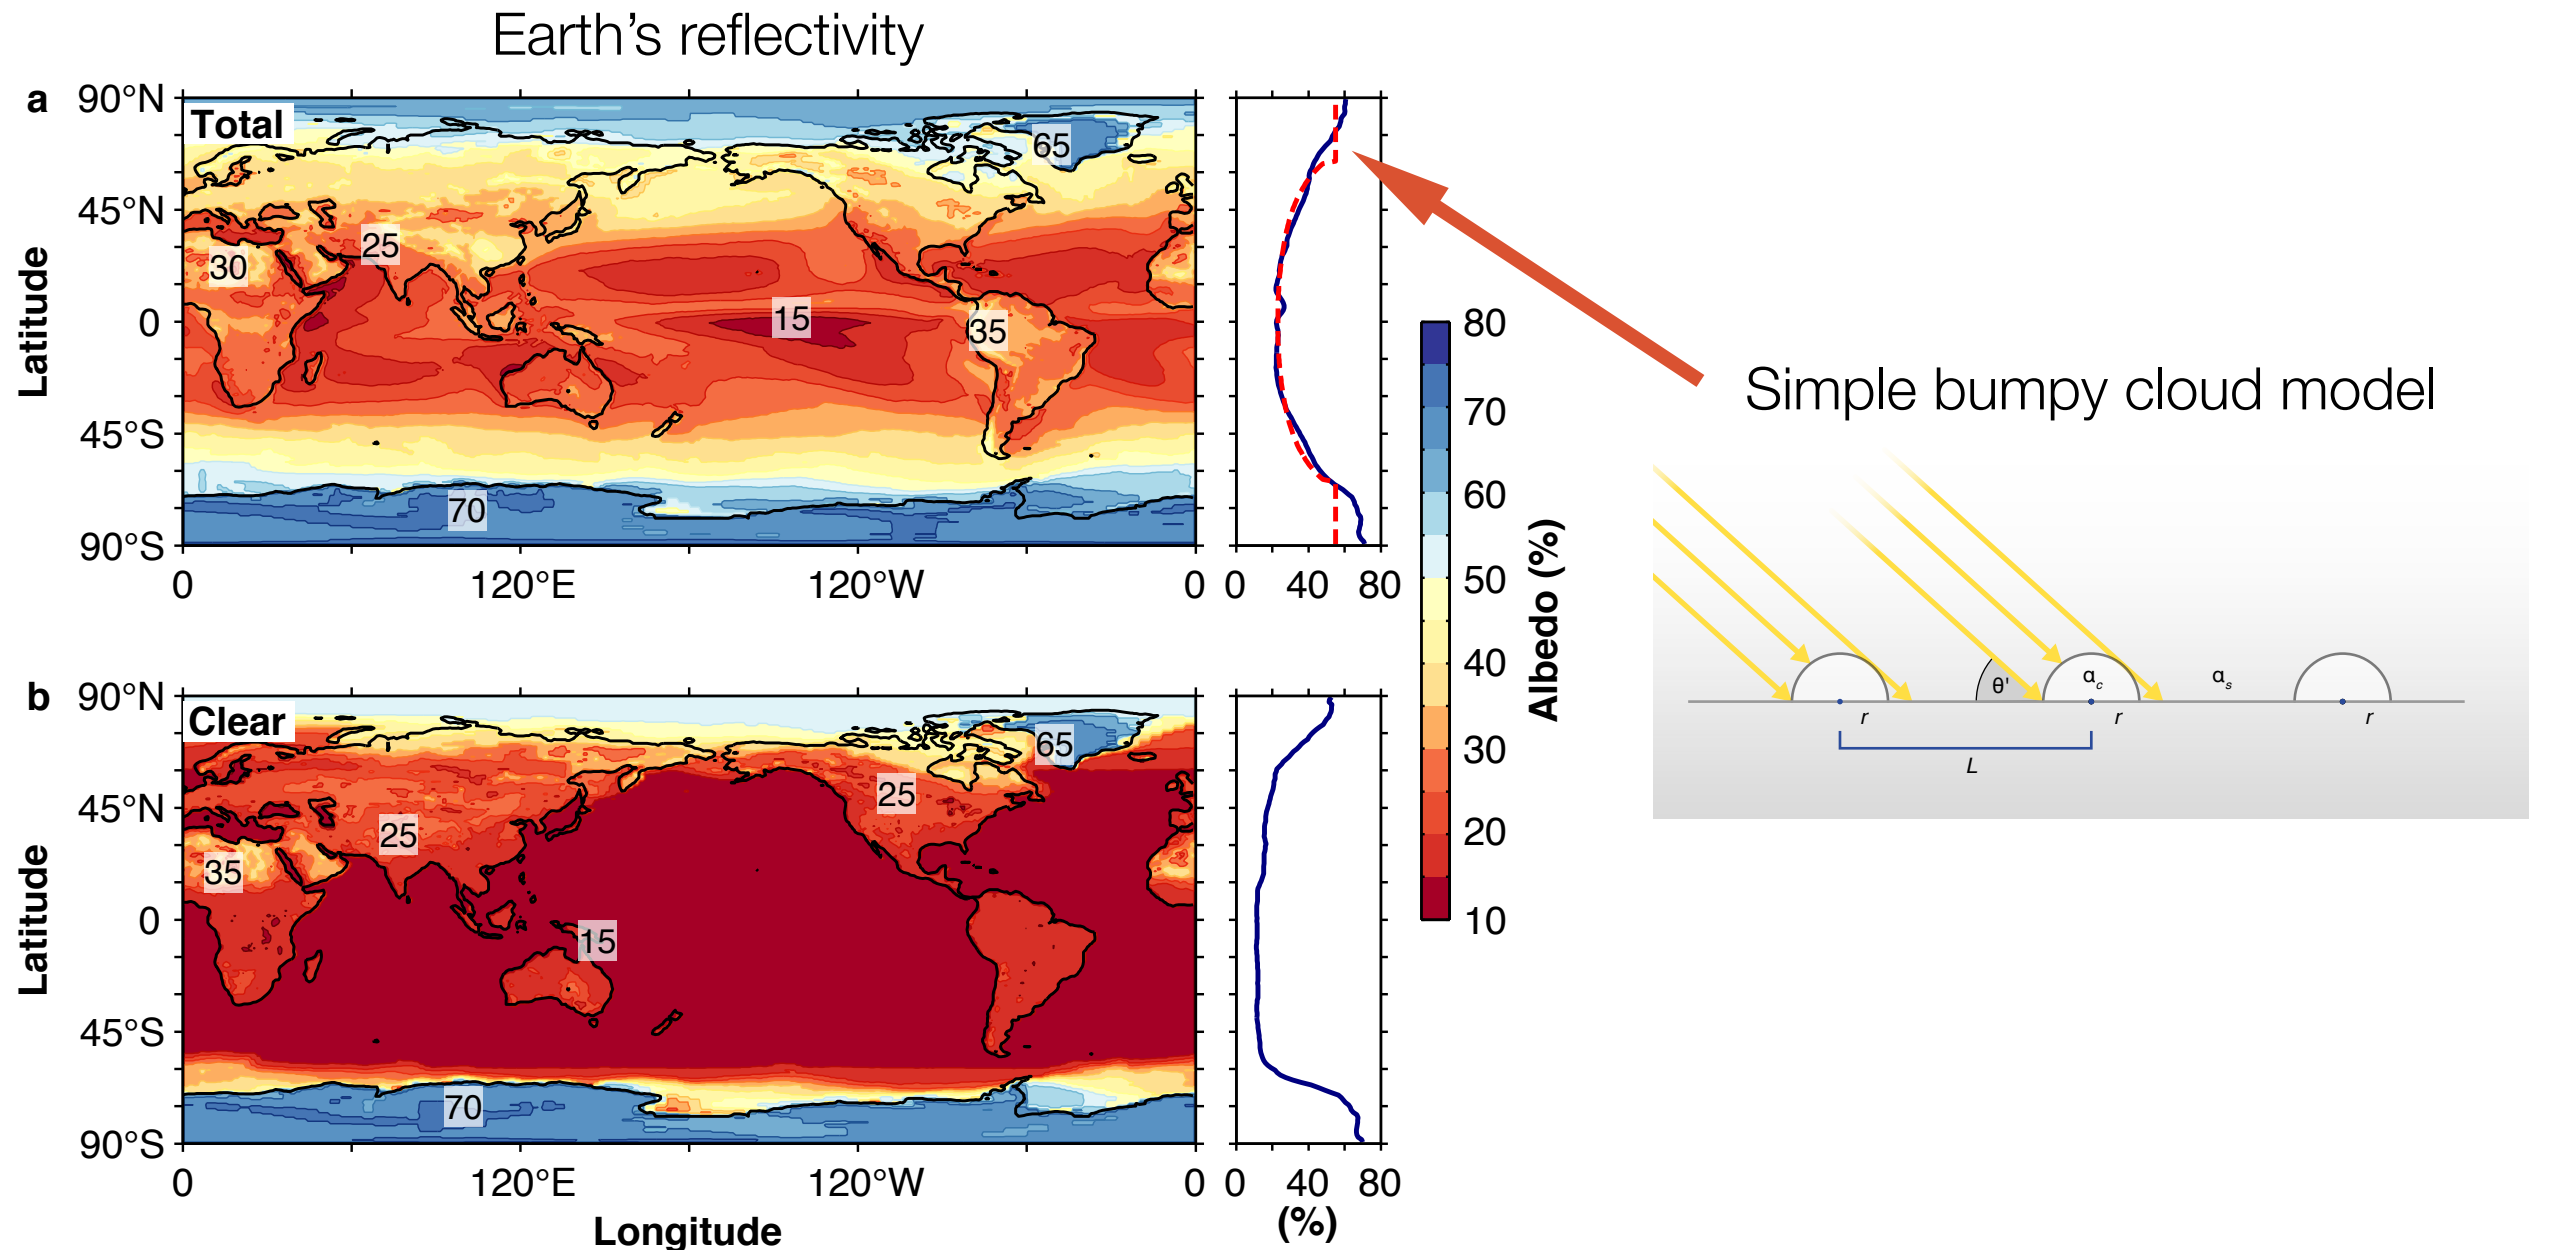 Earth's reflectivity
a
Total
90°N
45°N
0
45°S
90°S
Latitude
65
25
30
15
35
70
0
120°E
120°W
0
0
40
80
Simple bumpy cloud model
θ'
αc
αs
r
r
r
L
80
70
60
50
40
30
20
10
Albedo (%)
b
Clear
90°N
45°N
0
45°S
90°S
Latitude
65
25
25
35
15
70
0
120°E
120°W
0
Longitude
0
40
80
(%)